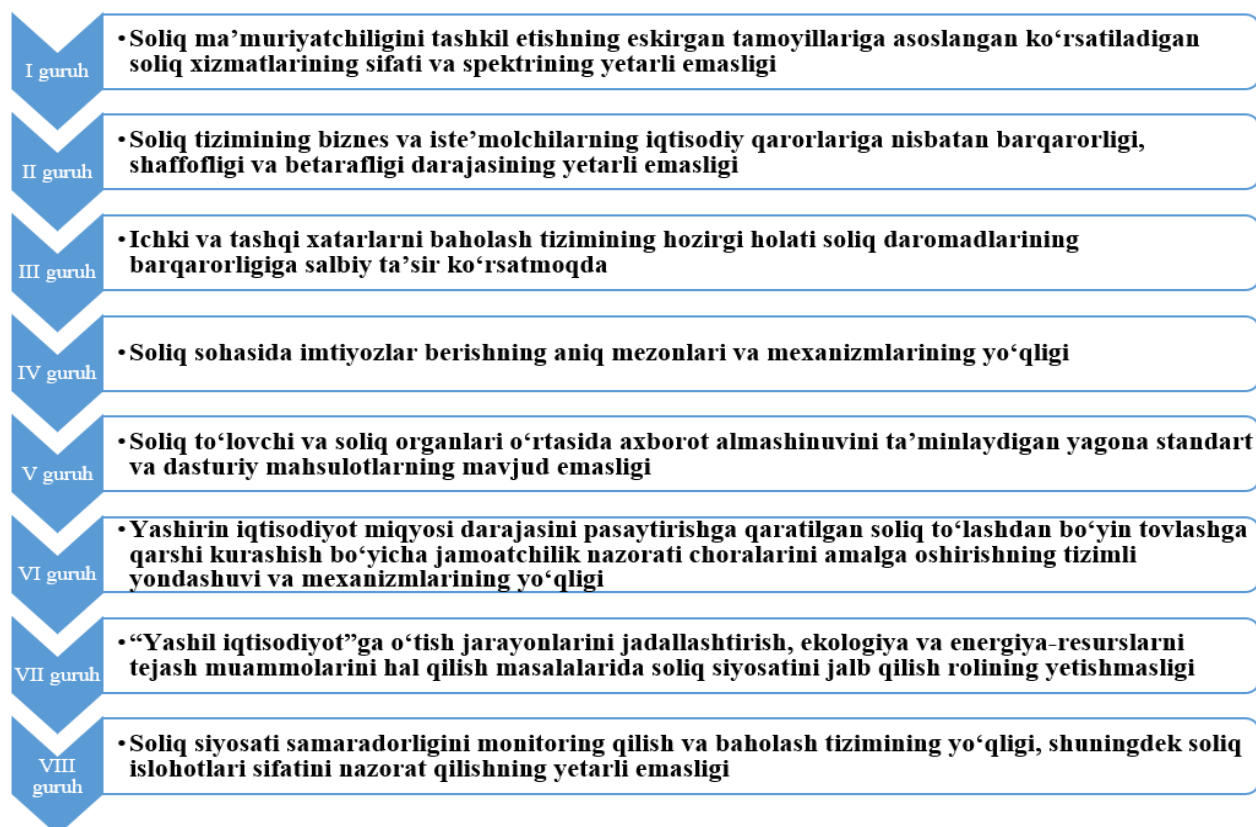 I guruh
•Soliq ma’muriyatchiligini tashkil etishning eskirgan tamoyillariga asoslangan ko‘rsatiladigan
soliq xizmatlarining sifati va spektrining yetarli emasligi
II guruh
•Soliq tizimining biznes va iste’molchilarning iqtisodiy qarorlariga nisbatan barqarorligi,
shaffofligi va betarafligi darajasining yetarli emasligi
III guruh
•Ichki va tashqi xatarlarni baholash tizimining hozirgi holati soliq daromadlarining
barqarorligiga salbiy ta’sir ko‘rsatmoqda
IV guruh
•Soliq sohasida imtiyozlar berishning aniq mezonlari va mexanizmlarining yo‘qligi
V guruh
•Soliq to‘lovchi va soliq organlari o‘rtasida axborot almashinuvini ta’minlaydigan yagona standart
va dasturiy mahsulotlarning mavjud emasligi
VI guruh
•Yashirin iqtisodiyot miqyosi darajasini pasaytirishga qaratilgan soliq to‘lashdan bo‘yin tovlashga
qarshi kurashish bo‘yicha jamoatchilik nazorati choralarini amalga oshirishning tizimli
yondashuvi va mexanizmlarining yo‘qligi
VII guruh
•“Yashil iqtisodiyot”ga o‘tish jarayonlarini jadallashtirish, ekologiya va energiya-resurslarni
tejash muammolarini hal qilish masalalarida soliq siyosatini jalb qilish rolining yetishmasligi
VIII
guruh
•Soliq siyosati samaradorligini monitoring qilish va baholash tizimining yo‘qligi, shuningdek soliq
islohotlari sifatini nazorat qilishning yetarli emasligi